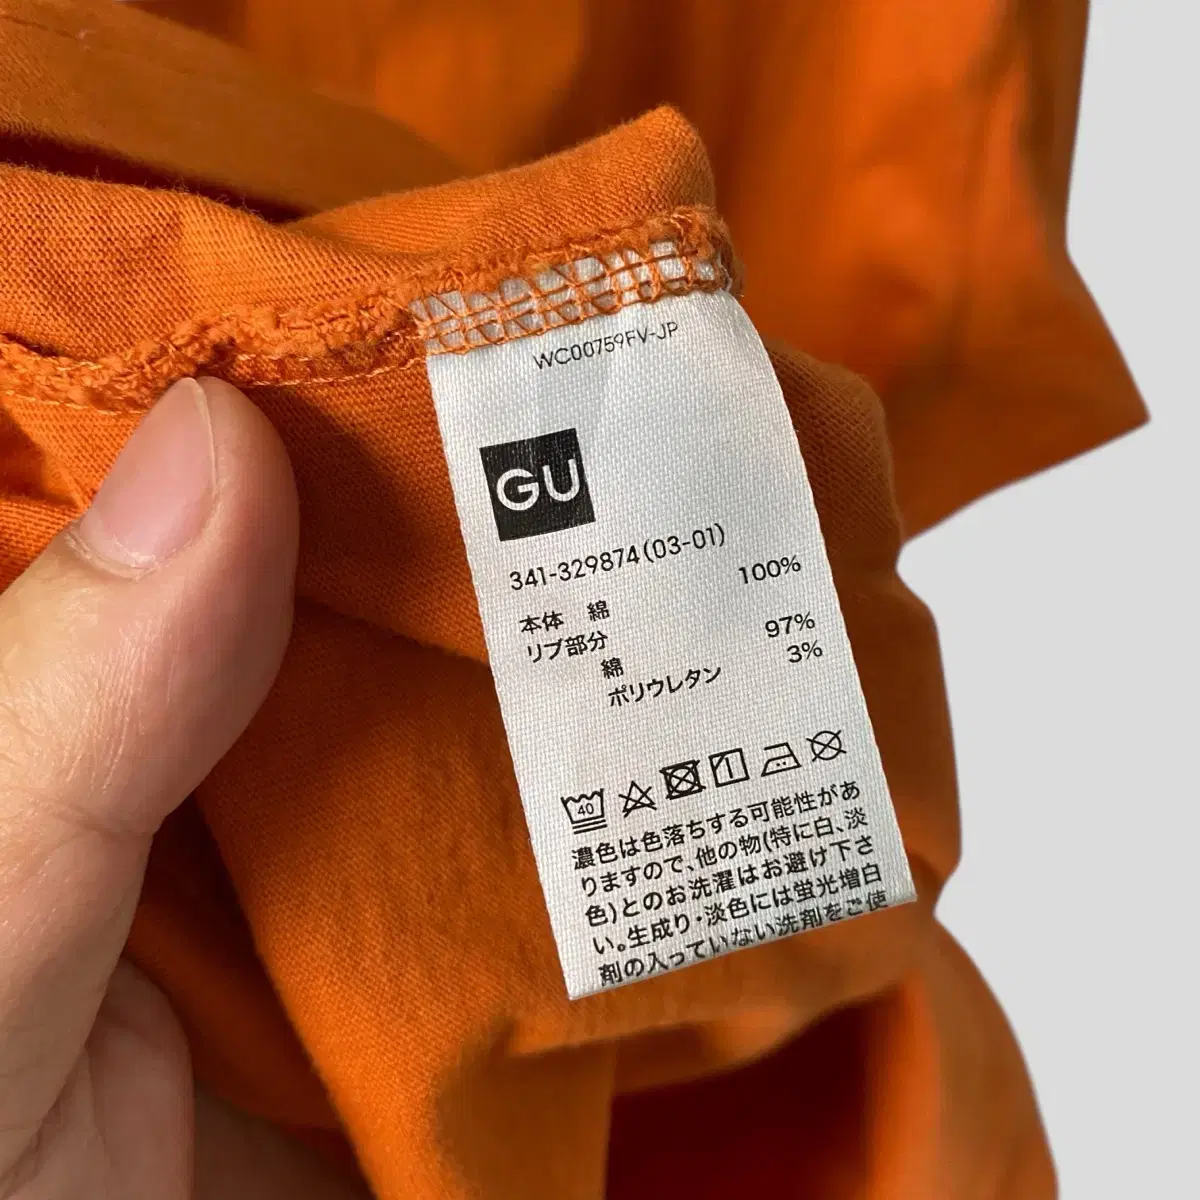 WC00759FV-JP
GU
341-329874(03-01)
本体 綿 100%
リブ部分
綿 97%
ポリウレタン 3%
40
濃色は色落ちする可能性があ
りますので、他の物(特に白、淡
色)とのお洗濯はお避け下さ
い。生成り・淡色には蛍光増白
剤の入っていない洗剤をご使